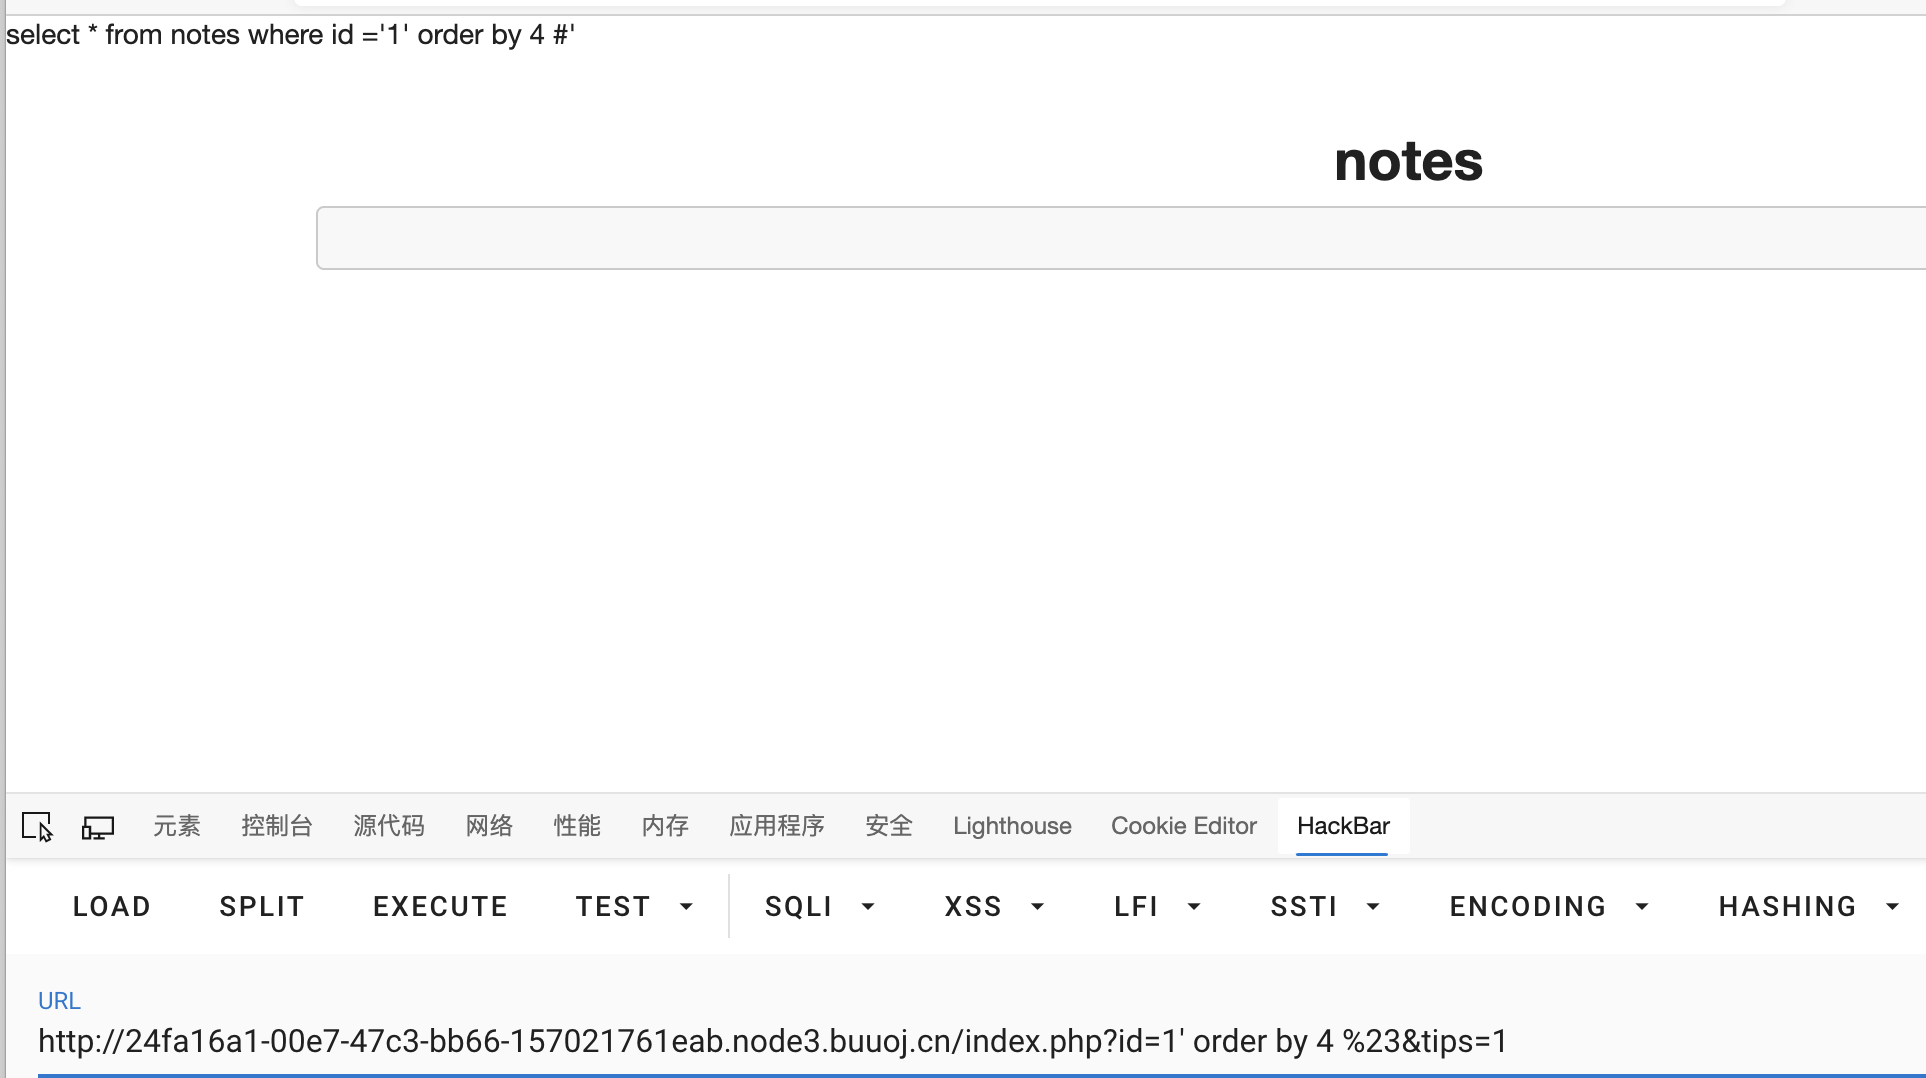 select * from notes where id ='1' order by 4 #'
notes
元素 控制台 源代码 网络 性能 内存 应用程序 安全 Lighthouse Cookie Editor HackBar
LOAD SPLIT EXECUTE TEST SQLI XSS LFI SSTI ENCODING HASHING
URL
http://24fa16a1-00e7-47c3-bb66-157021761eab.node3.buuoj.cn/index.php?id=1' order by 4 %23&tips=1